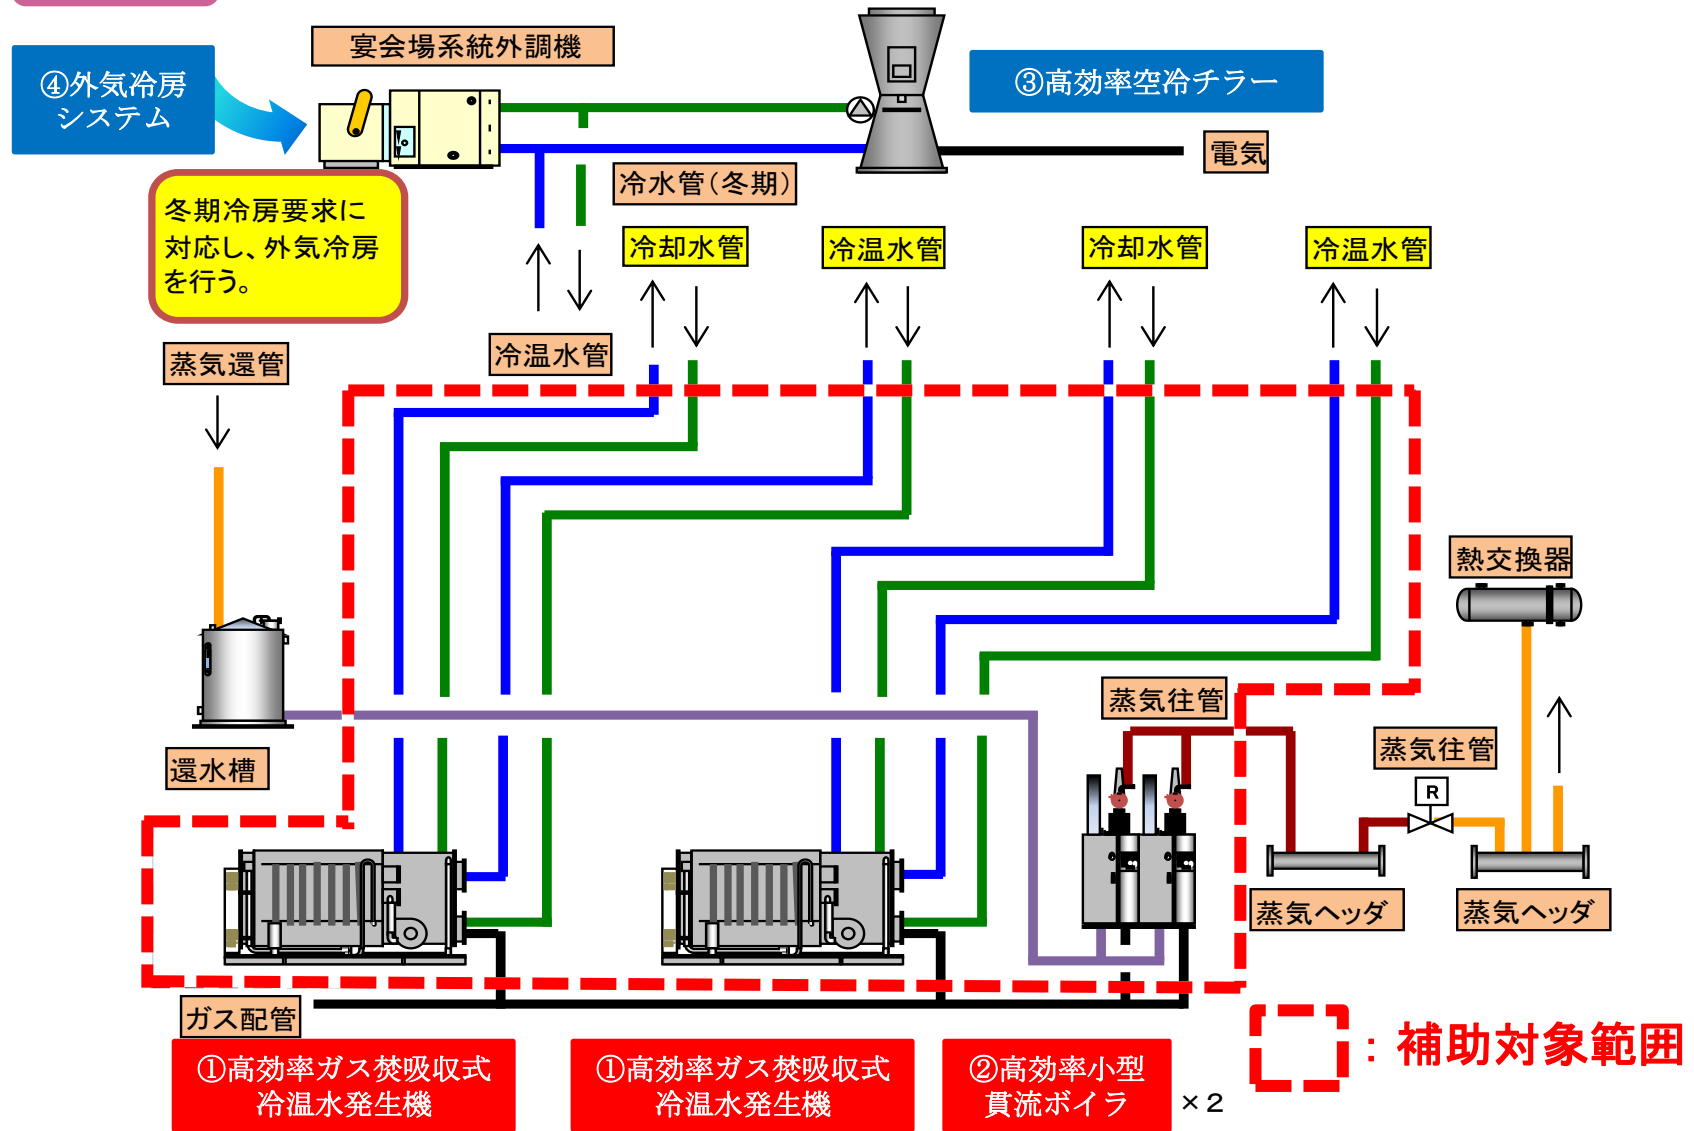 宴会場系統外調機
④外気冷房
システム
③高効率空冷チラー
電気
冷水管（冬期）
冬期冷房要求に
対応し、外気冷房
を行う。
冷却水管
冷温水管
冷却水管
冷温水管
冷温水管
蒸気還管
熱交換器
蒸気往管
蒸気往管
R
還水槽
蒸気ヘッダ
蒸気ヘッダ
ガス配管
①高効率ガス焚吸収式
冷温水発生機
①高効率ガス焚吸収式
冷温水発生機
②高効率小型
貫流ボイラ
×２
：補助対象範囲